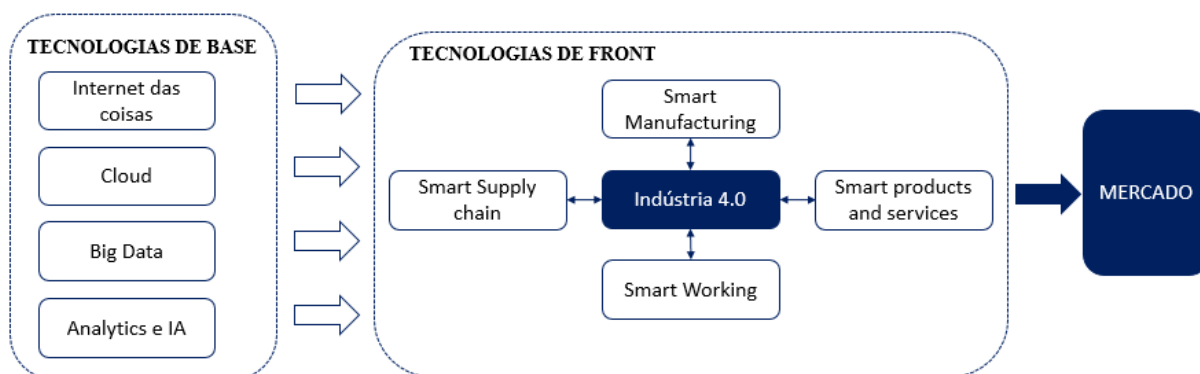 TECNOLOGIAS DE BASE
Internet das
coisas
Cloud
Big Data
Analytics e IA
TECNOLOGIAS DE FRONT
Smart
Manufacturing
Smart Supply
chain
Indústria 4.0
Smart products
and services
Smart Working
MERCADO